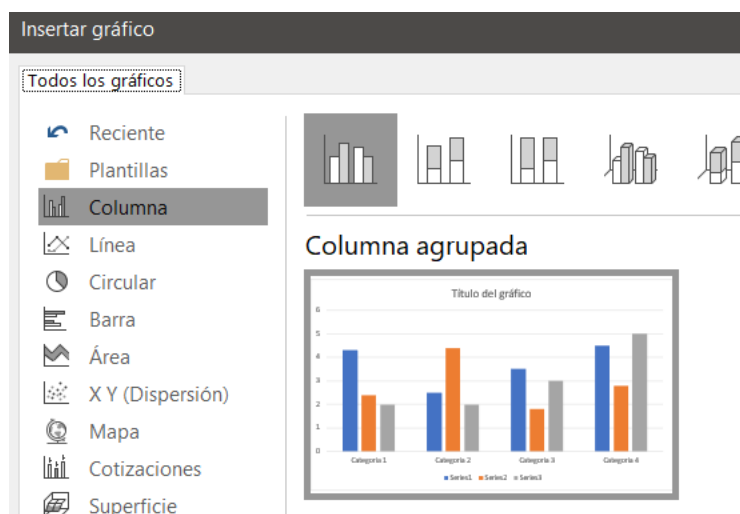 Insertar gráfico
Todos los gráficos
Reciente
Plantillas
Columna
Línea
Circular
Barra
Área
X Y (Dispersión)
Mapa
Cotizaciones
Superficie
Columna agrupada
Título del gráfico
6
5
4
3
2
1
0
Categoría 1 Categoría 2 Categoría 3 Categoría 4
Series1 Series2 Series3